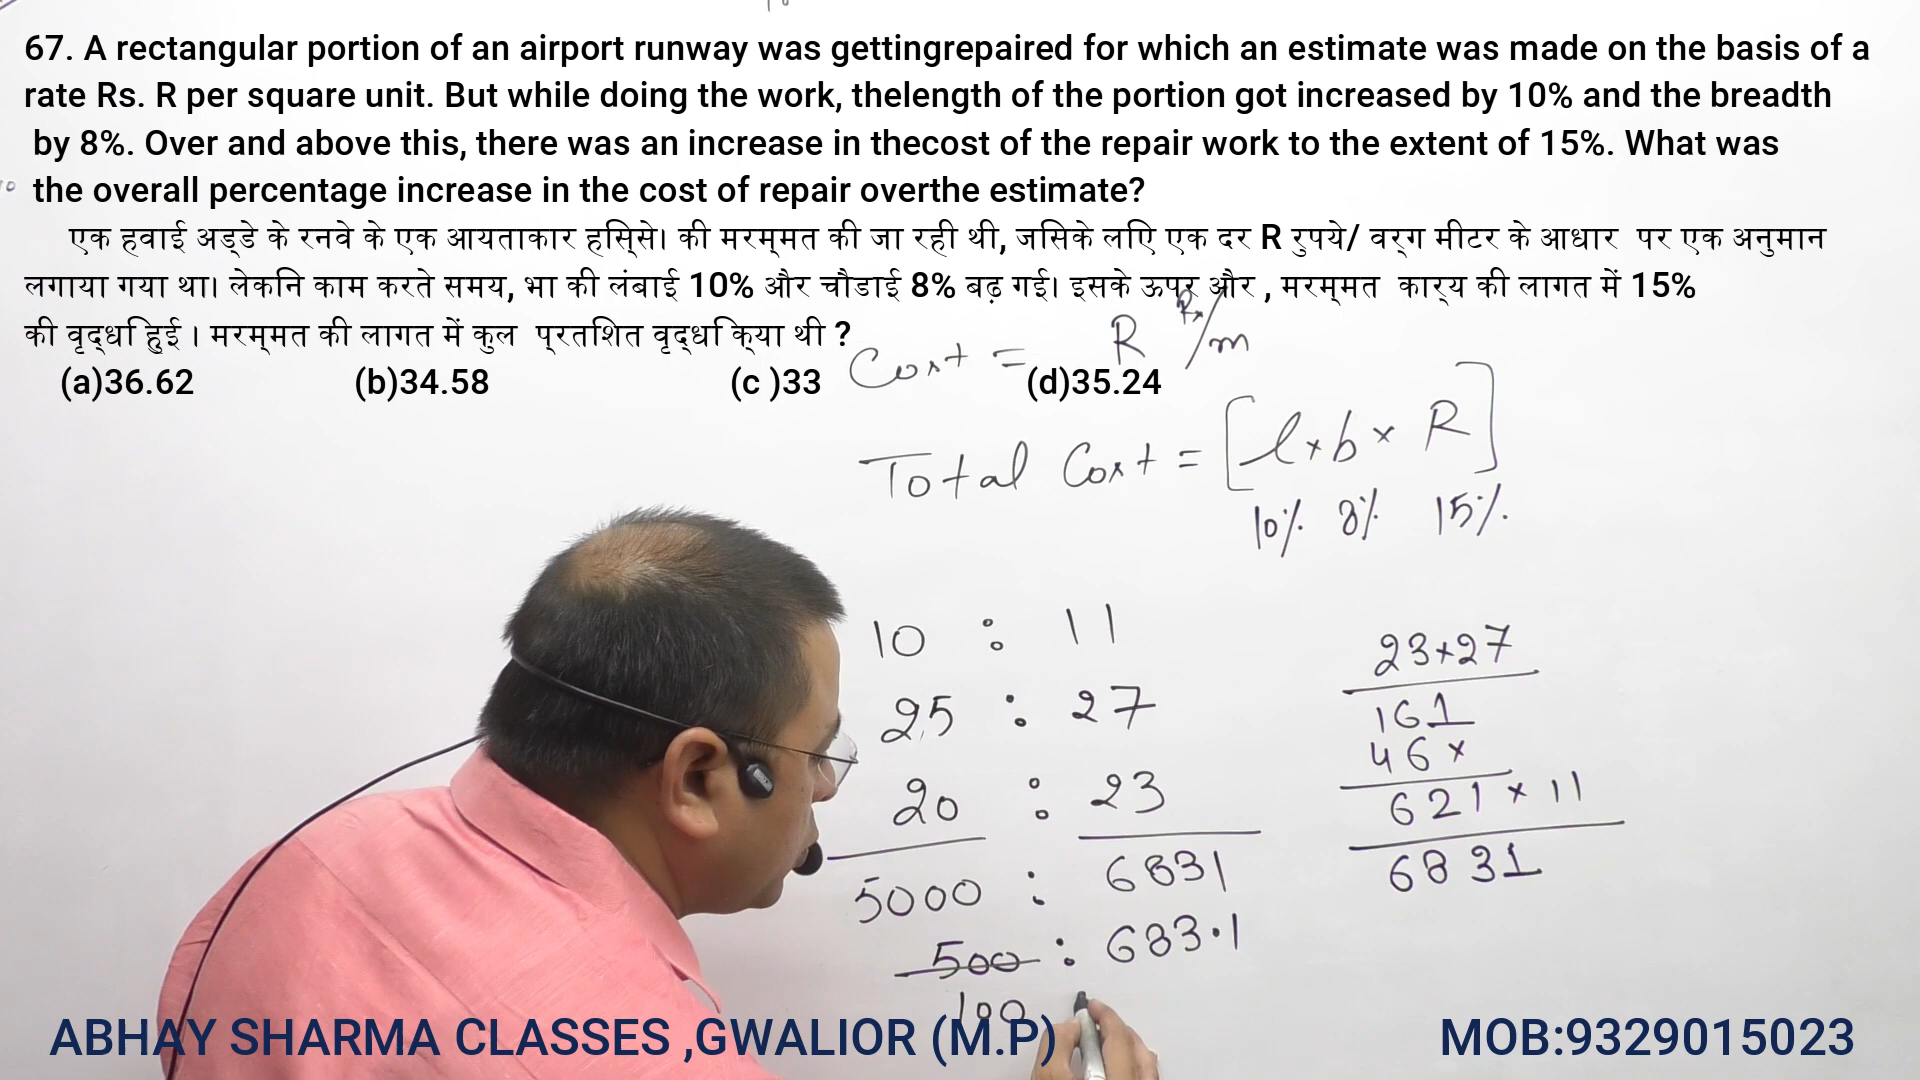 67. A rectangular portion of an airport runway was gettingrepaired for which an estimate was made on the basis of a
rate Rs. R per square unit. But while doing the work, thelength of the portion got increased by 10% and the breadth
by 8%. Over and above this, there was an increase in thecost of the repair work to the extent of 15%. What was
the overall percentage increase in the cost of repair overthe estimate?
एक हवाई अड्डे के रनवे के एक आयताकार हिस्से। की मरम्मत की जा रही थी, जिसके लिए एक दर R रुपये/ वर्ग मीटर के आधार पर एक अनुमान
लगाया गया था। लेकिन काम करते समय, भा की लंबाई 10% और चौडाई 8% बढ़ गई। इसके ऊपर और , मरम्मत कार्य की लागत में 15%
की वृद्धि हुई । मरम्मत की लागत में कुल प्रतिशत वृद्धि क्या थी ?
(a)36.62 (b)34.58 (c )33 (d)35.24
Cost = R Rs/m
Total Cost = [l×b×R]
10% 8% 15%
10 : 11
25 : 27
20 : 23
5000 : 6831
500 : 683.1
100
23×27
161
46×
621×11
6831
ABHAY SHARMA CLASSES ,GWALIOR (M.P)
MOB:9329015023